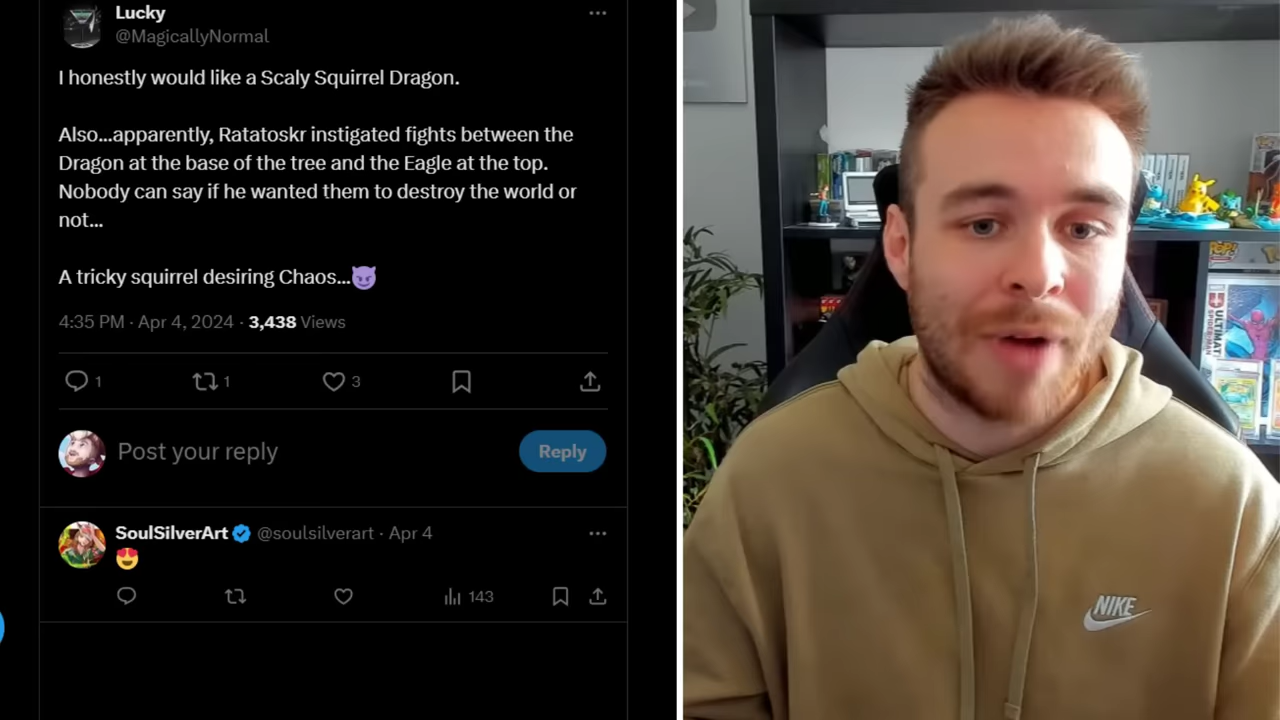 Lucky
@MagicallyNormal
I honestly would like a Scaly Squirrel Dragon.
Also...apparently, Ratatoskr instigated fights between the
Dragon at the base of the tree and the Eagle at the top.
Nobody can say if he wanted them to destroy the world or
not...
A tricky squirrel desiring Chaos...😈
4:35 PM · Apr 4, 2024 · 3,438 Views
1 1 3
Post your reply
Reply
SoulSilverArt @soulsilverart · Apr 4
😍
143
POP!
ULTIMAT
SPIDER-MAN
NIKE